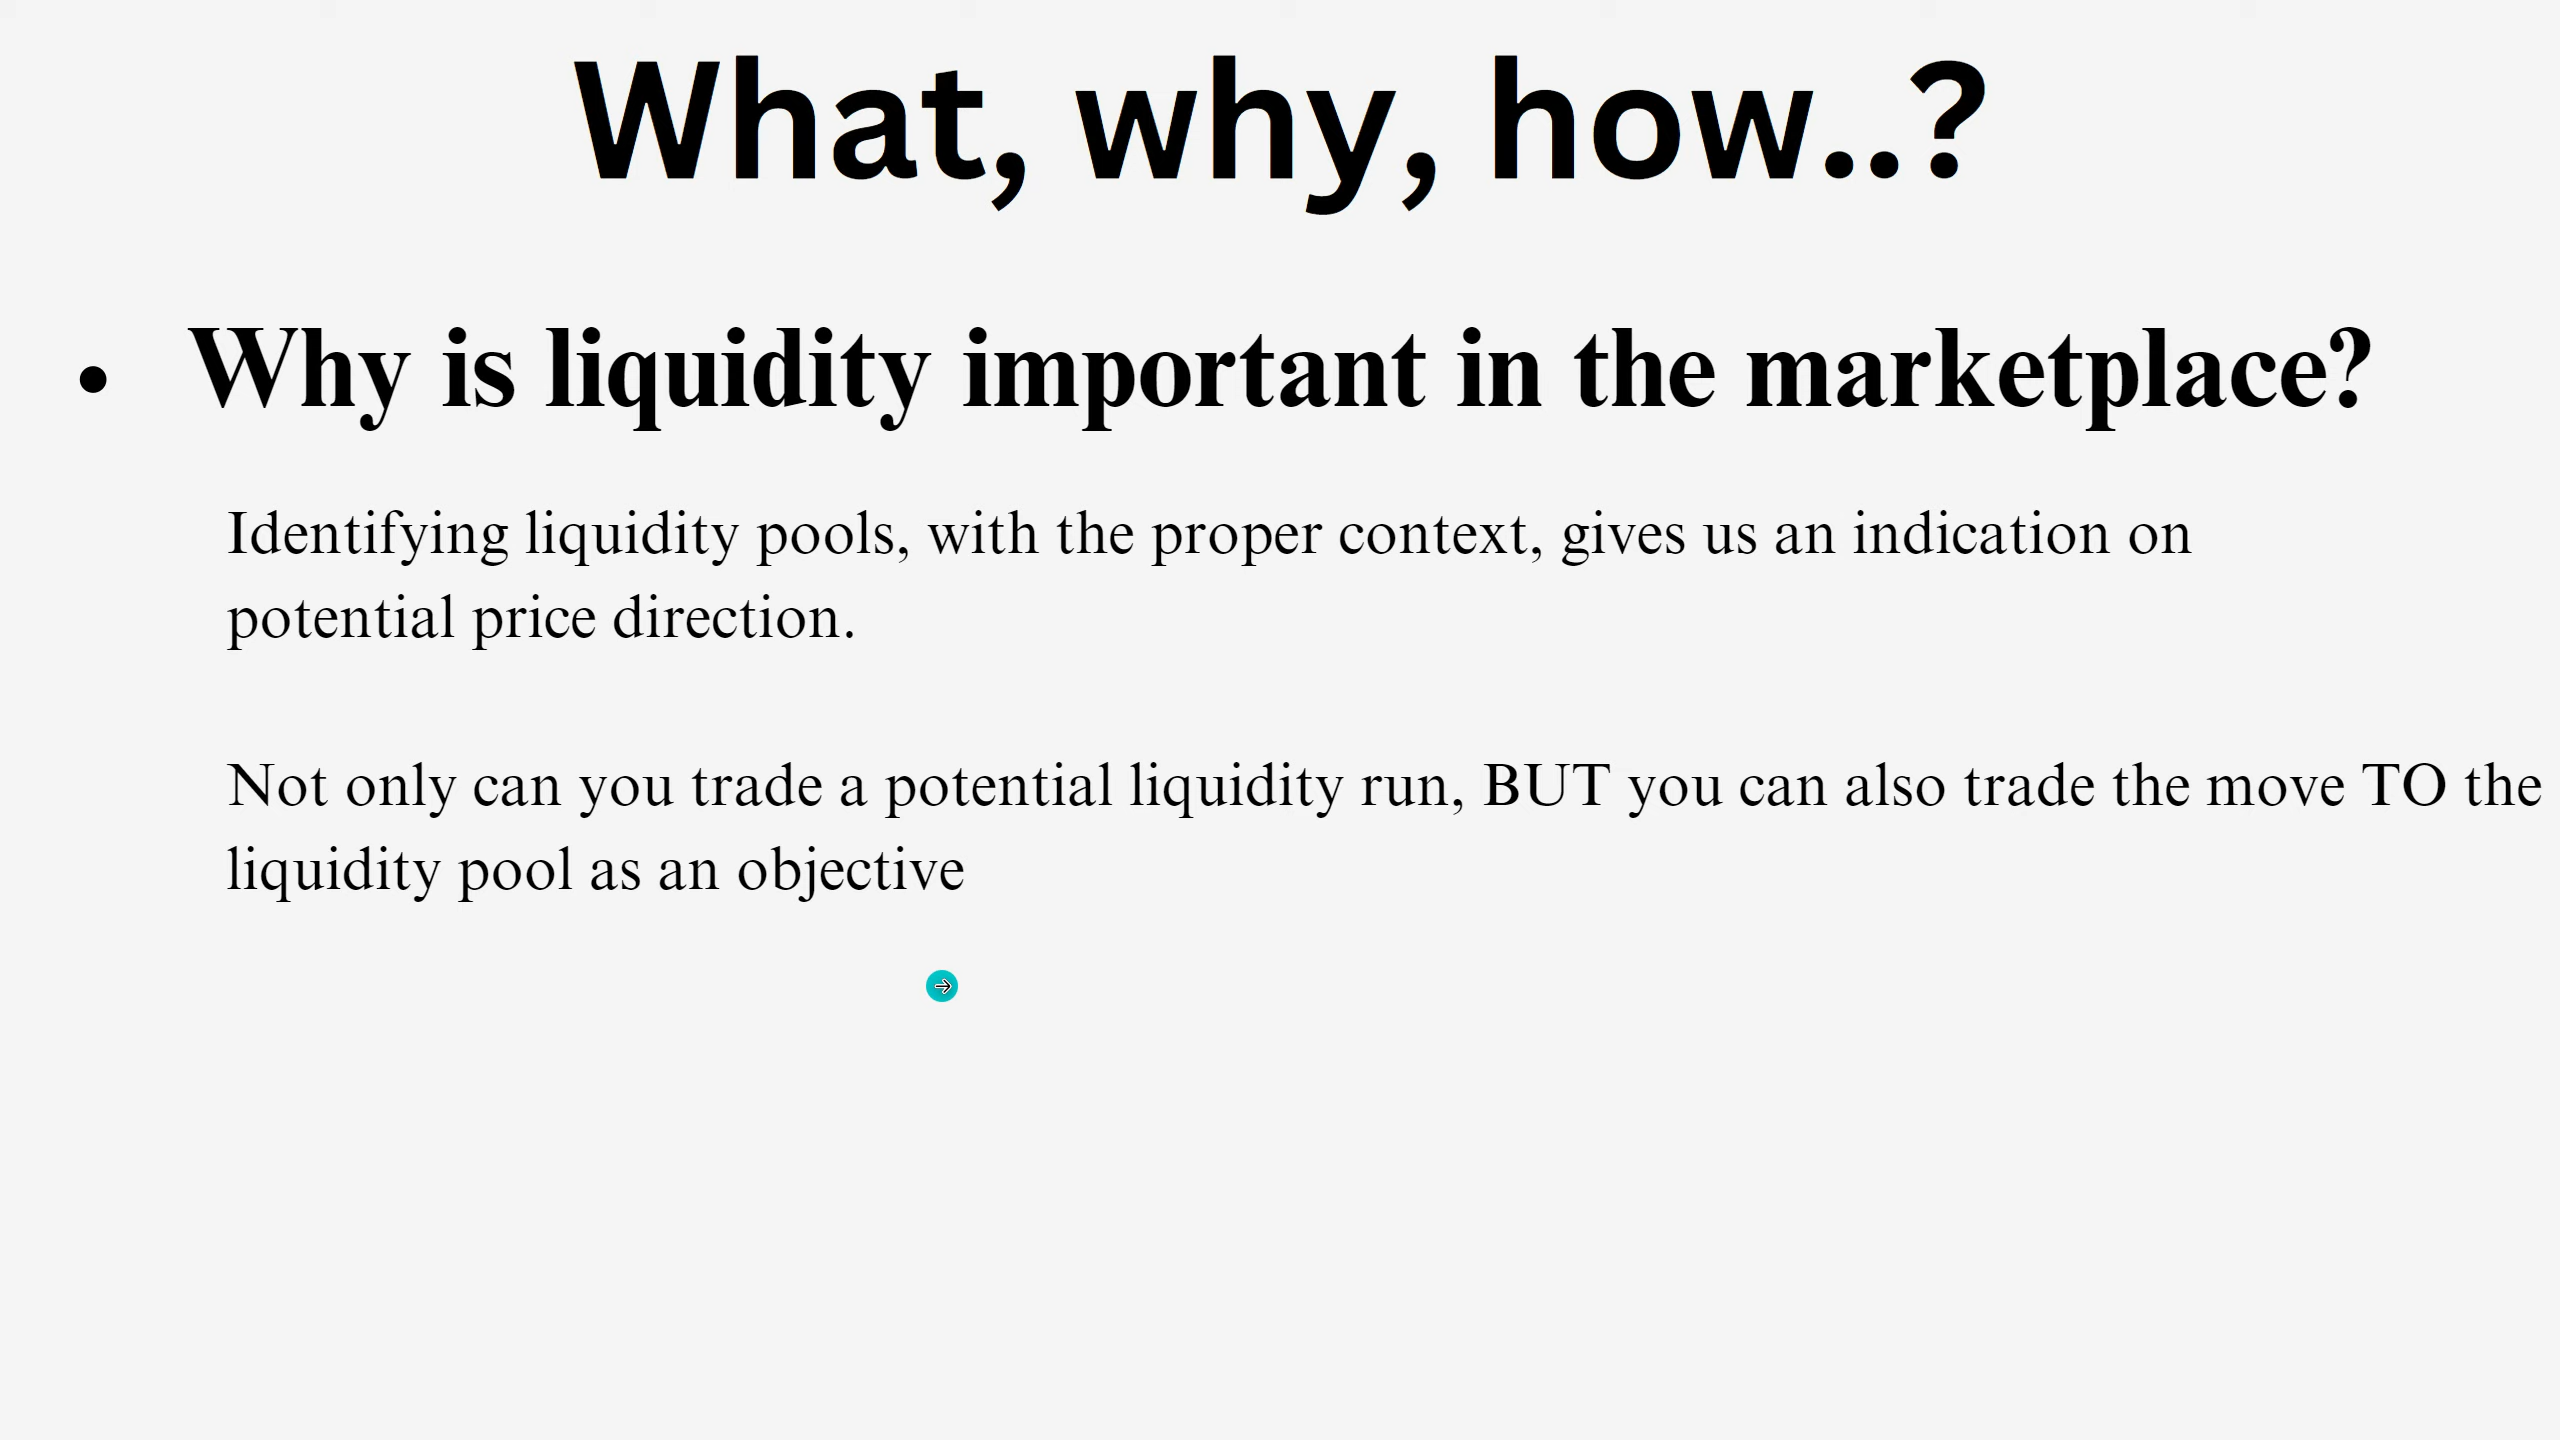 What, why, how..?
• Why is liquidity important in the marketplace?
Identifying liquidity pools, with the proper context, gives us an indication on
potential price direction.
Not only can you trade a potential liquidity run, BUT you can also trade the move TO the
liquidity pool as an objective